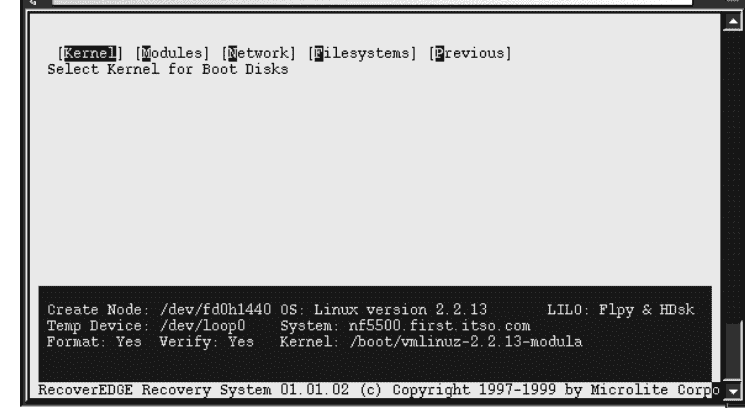 [Kernel] [Modules] [Network] [Filesystems] [Previous]
Select Kernel for Boot Disks
Create Node: /dev/fd0h1440 OS: Linux version 2.2.13 LILO: Flpy & HDsk
Temp Device: /dev/loop0 System: nf5500.first.itso.com
Format: Yes Verify: Yes Kernel: /boot/vmlinuz-2.2.13-modula
RecoverEDGE Recovery System 01.01.02 (c) Copyright 1997-1999 by Microlite Corpo